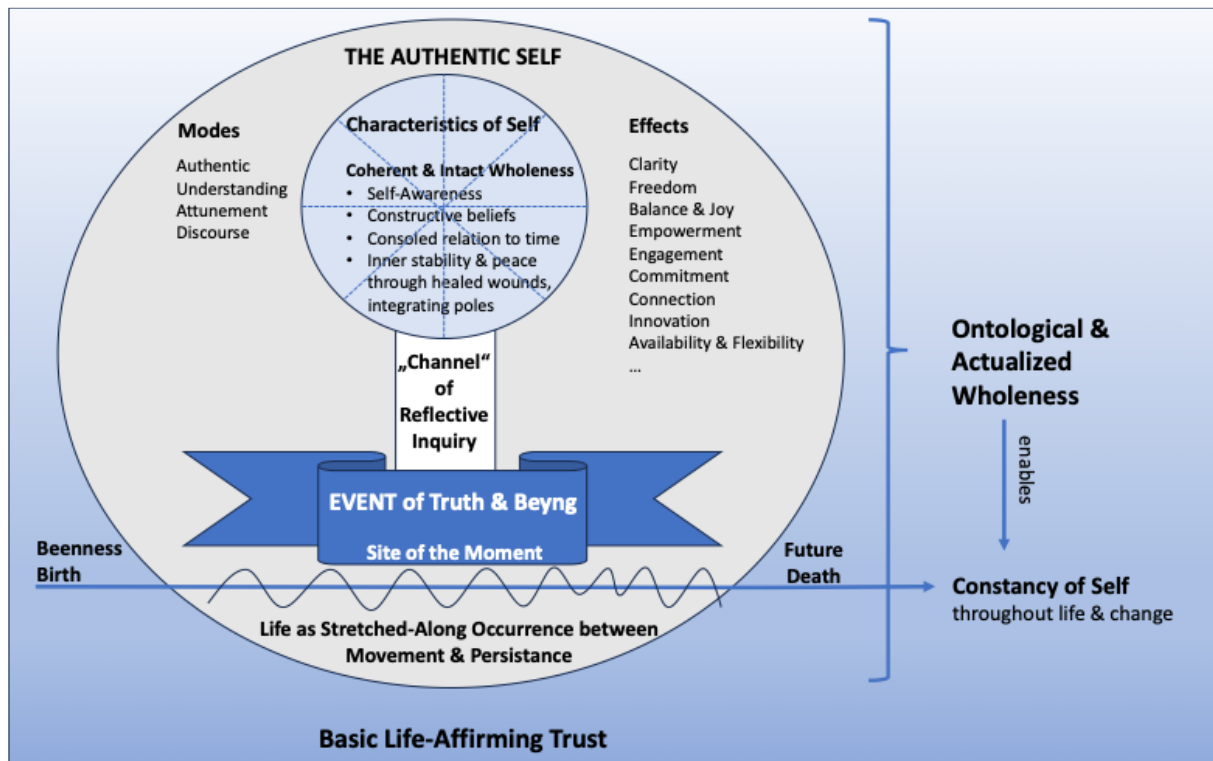 THE AUTHENTIC SELF
Modes
Authentic
Understanding
Attunement
Discourse
Characteristics of Self
Coherent & Intact Wholeness
• Self-Awareness
• Constructive beliefs
• Consoled relation to time
• Inner stability & peace
through healed wounds,
integrating poles
Effects
Clarity
Freedom
Balance & Joy
Empowerment
Engagement
Commitment
Connection
Innovation
Availability & Flexibility
…
„Channel“
of
Reflective
Inquiry
EVENT of Truth & Beyng
Site of the Moment
Beenness
Birth
Future
Death
Life as Stretched-Along Occurrence between
Movement & Persistance
Basic Life-Affirming Trust
Ontological &
Actualized
Wholeness
enables
Constancy of Self
throughout life & change